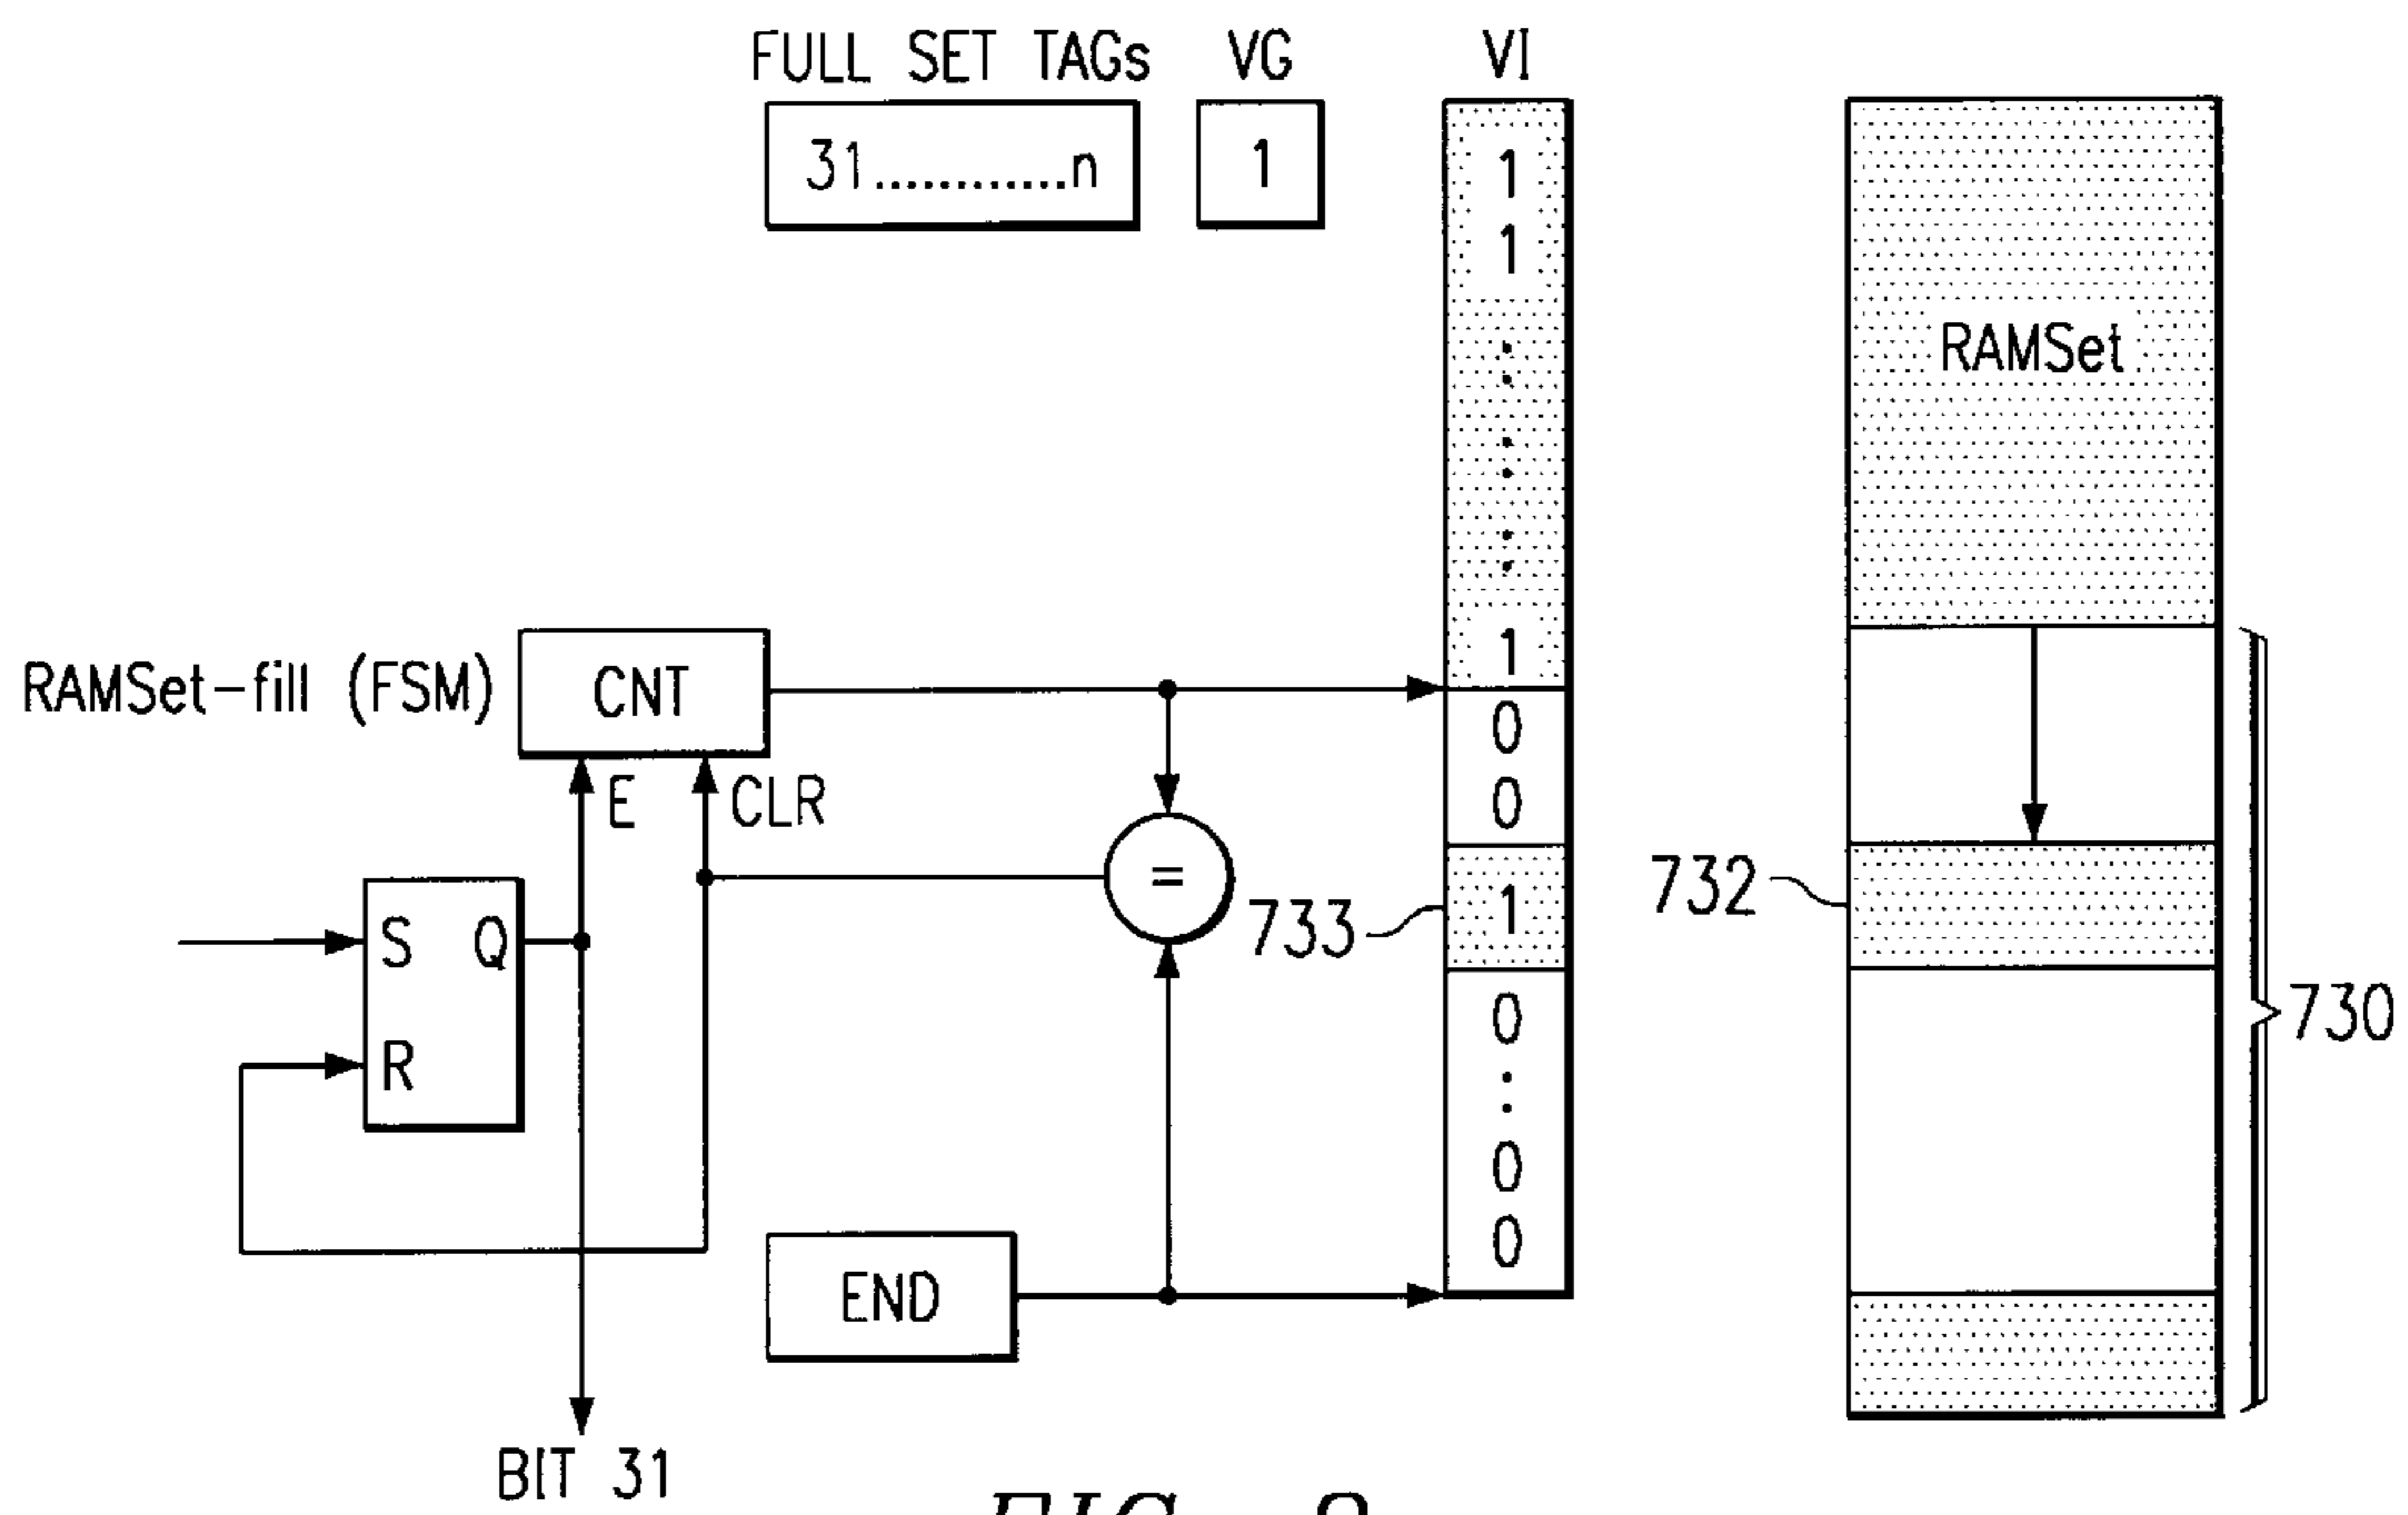 FULL SET TAGs
VG
VI
31............n
1
1
1
RAMSet
1
RAMSet-fill (FSM)
CNT
0
E
CLR
0
=
732
1
733
S Q
0
730
R
0
END
0
BIT 31